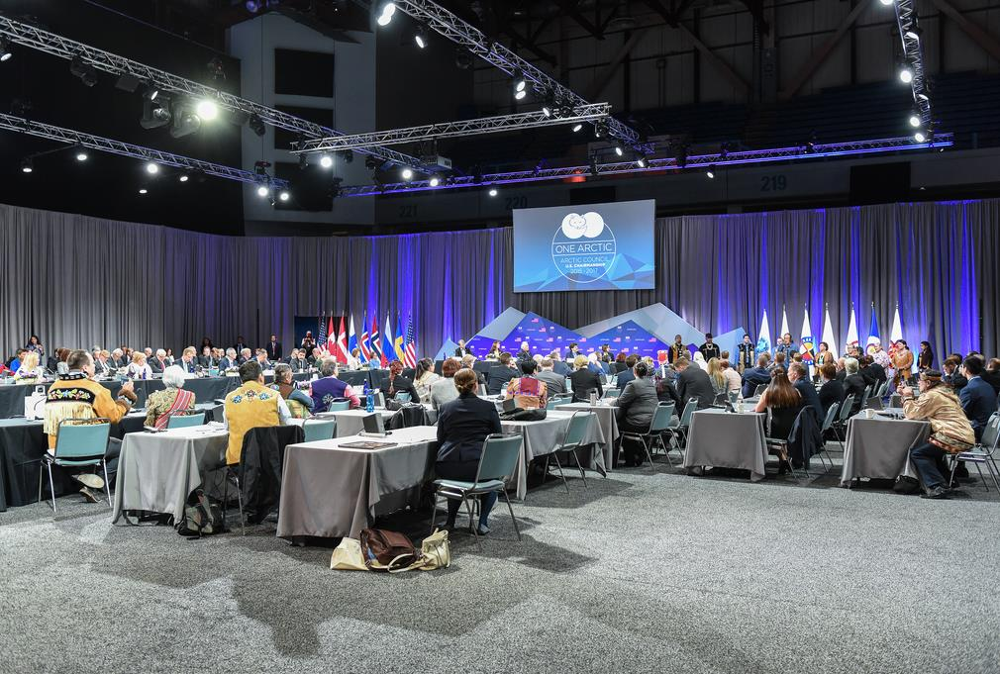 221
220
219
ONE ARCTIC
ARCTIC COUNCIL
U.S. CHAIRMANSHIP
2015 - 2017